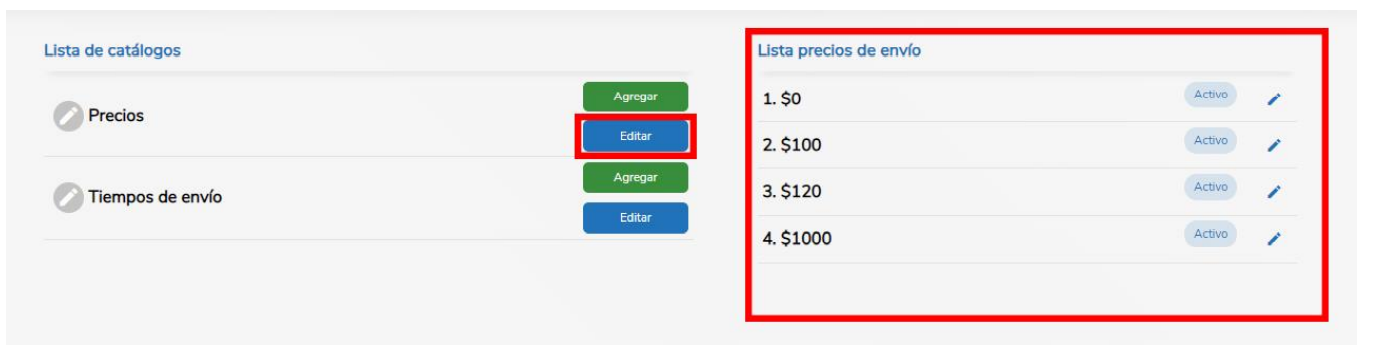 Lista de catálogos
Precios
Agregar
Editar
Tiempos de envío
Agregar
Editar
Lista precios de envío
1. $0 Activo
2. $100 Activo
3. $120 Activo
4. $1000 Activo